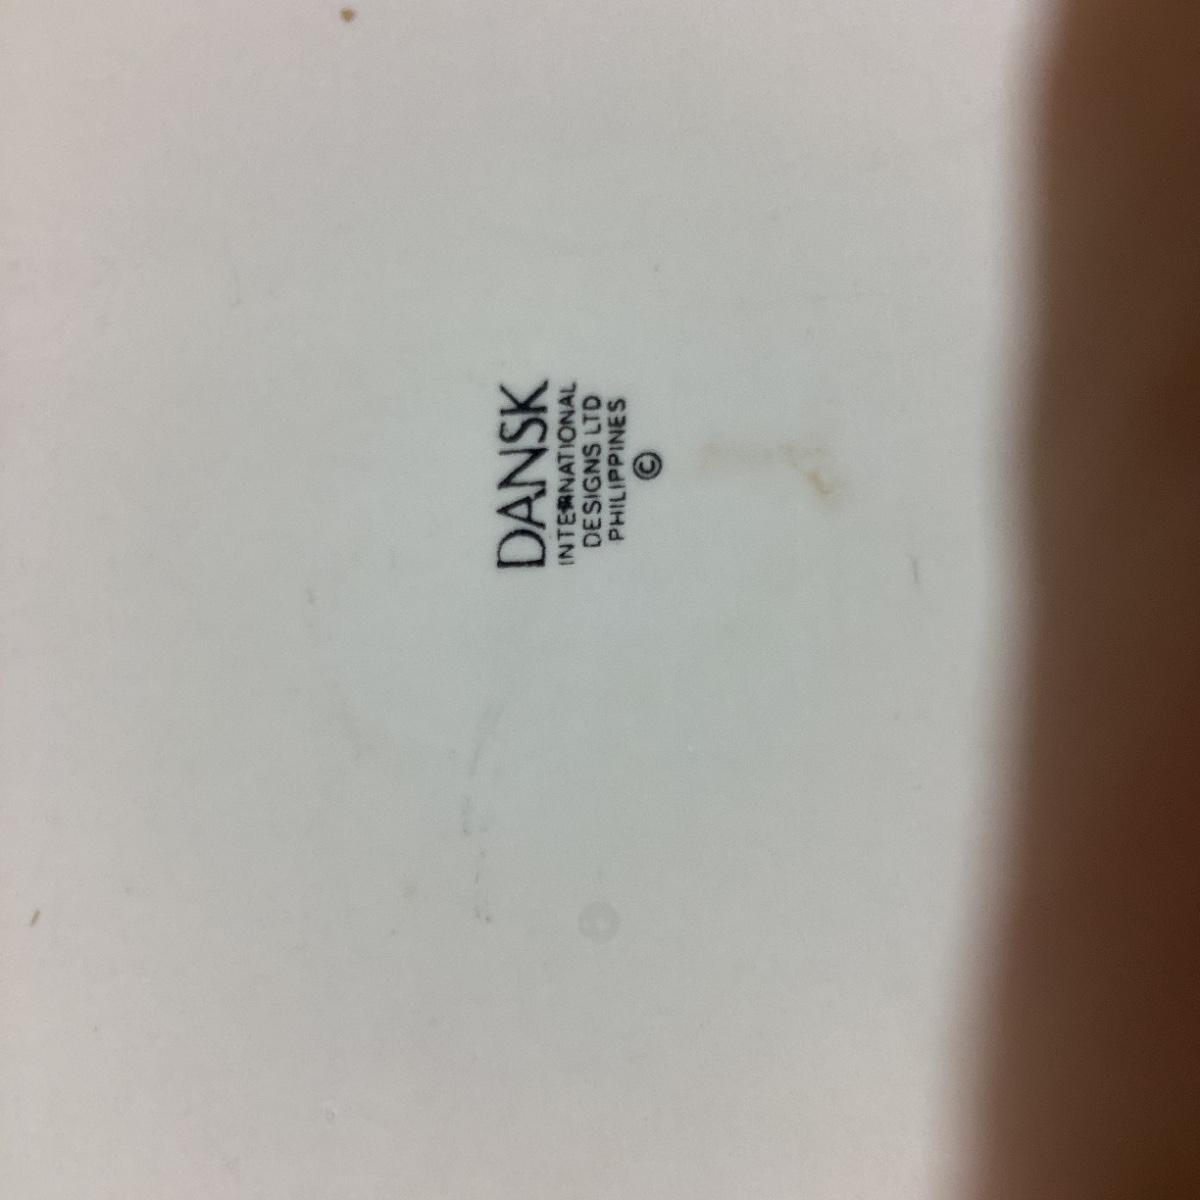 DANSK
INTERNATIONAL
DESIGNS LTD
PHILIPPINES
©